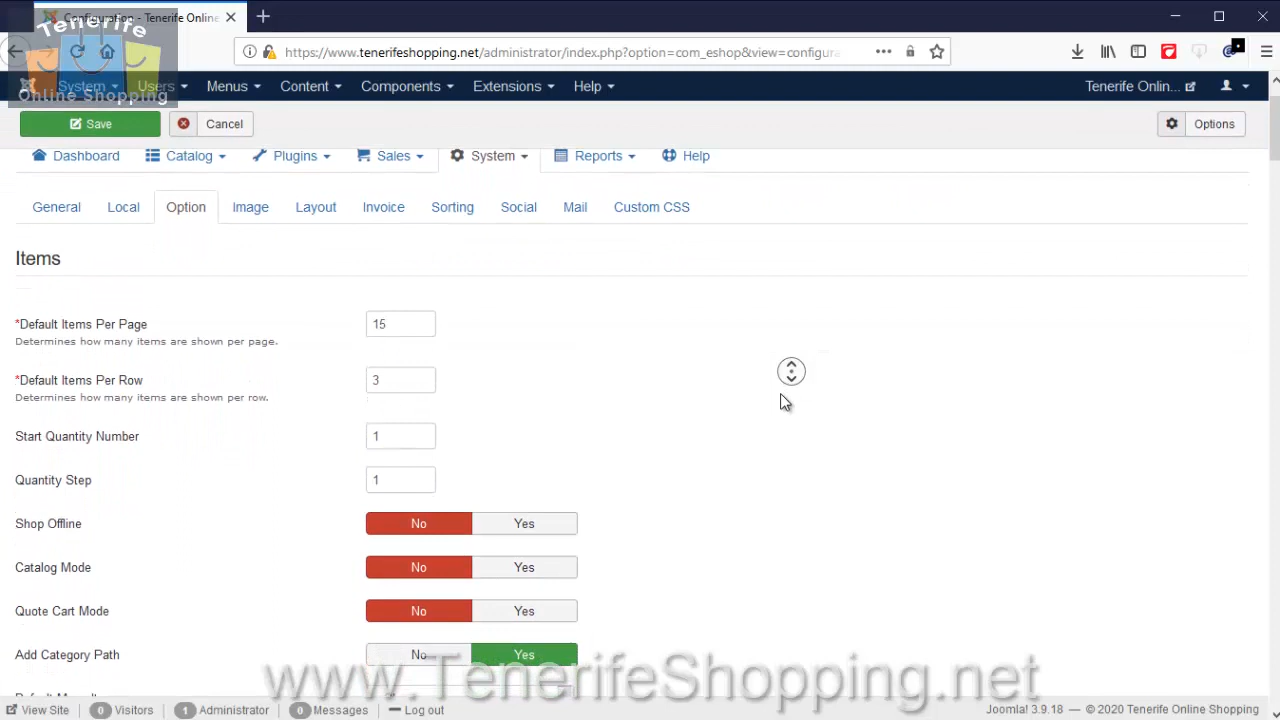 Configuration - Tenerife Online
Tenerife
Online Shopping
https://www.tenerifeshopping.net/administrator/index.php?option=com_eshop&view=configura
System Users Menus Content Components Extensions Help Tenerife Onlin...
Save Cancel Options
Dashboard Catalog Plugins Sales System Reports Help
General Local Option Image Layout Invoice Sorting Social Mail Custom CSS
Items
*Default Items Per Page 15
Determines how many items are shown per page.
*Default Items Per Row 3
Determines how many items are shown per row.
Start Quantity Number 1
Quantity Step 1
Shop Offline No Yes
Catalog Mode No Yes
Quote Cart Mode No Yes
Add Category Path No Yes
www.TenerifeShopping.net
View Site 0 Visitors 1 Administrator 0 Messages Log out Joomla! 3.9.18 — © 2020 Tenerife Online Shopping